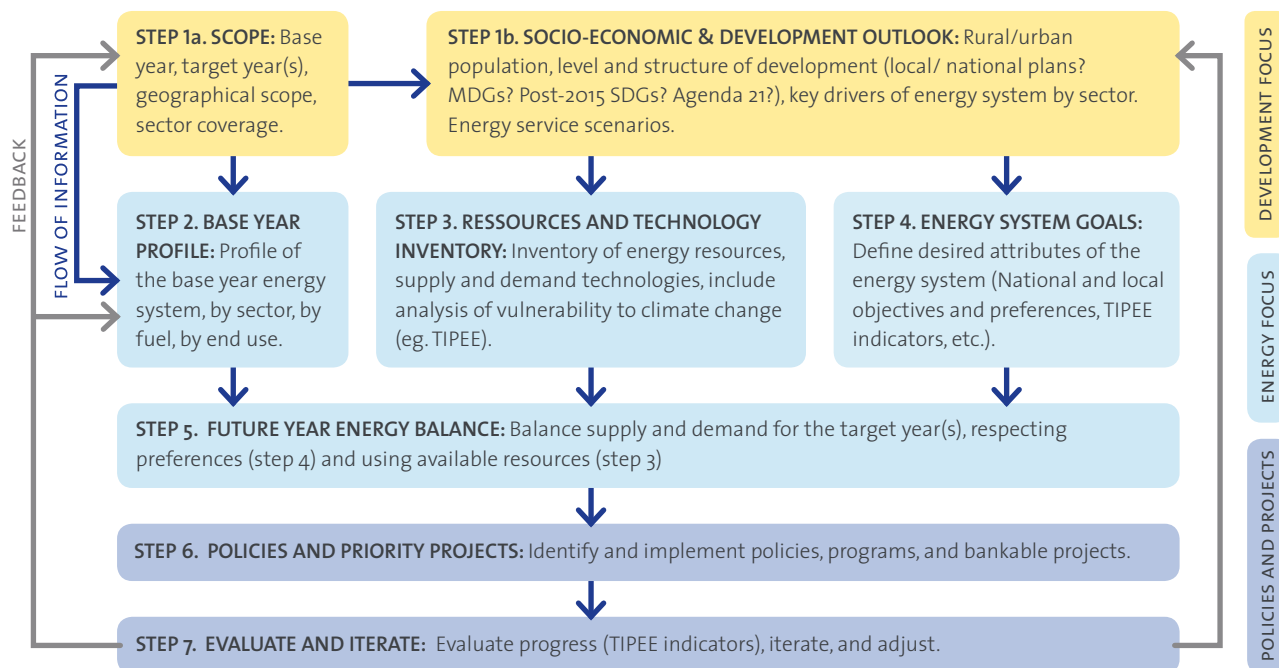 STEP 1a. SCOPE: Base
year, target year(s),
geographical scope,
sector coverage.
STEP 1b. SOCIO-ECONOMIC & DEVELOPMENT OUTLOOK: Rural/urban
population, level and structure of development (local/ national plans?
MDGs? Post-2015 SDGs? Agenda 21?), key drivers of energy system by sector.
Energy service scenarios.
DEVELOPMENT FOCUS
FEEDBACK
FLOW OF INFORMATION
STEP 2. BASE YEAR
PROFILE: Profile of
the base year energy
system, by sector, by
fuel, by end use.
STEP 3. RESSOURCES AND TECHNOLOGY
INVENTORY: Inventory of energy resources,
supply and demand technologies, include
analysis of vulnerability to climate change
(eg. TIPEE).
STEP 4. ENERGY SYSTEM GOALS:
Define desired attributes of the
energy system (National and local
objectives and preferences, TIPEE
indicators, etc.).
ENERGY FOCUS
STEP 5. FUTURE YEAR ENERGY BALANCE: Balance supply and demand for the target year(s), respecting
preferences (step 4) and using available resources (step 3)
STEP 6. POLICIES AND PRIORITY PROJECTS: Identify and implement policies, programs, and bankable projects.
STEP 7. EVALUATE AND ITERATE: Evaluate progress (TIPEE indicators), iterate, and adjust.
POLICIES AND PROJECTS